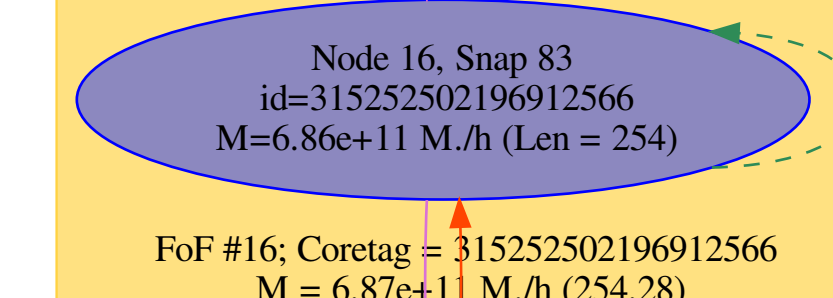 Node 16, Snap 83
id=315252502196912566
M=6.86e+11 M./h (Len = 254)
FoF #16; Coretag = 315252502196912566
M = 6.87e+11 M./h (254.28)